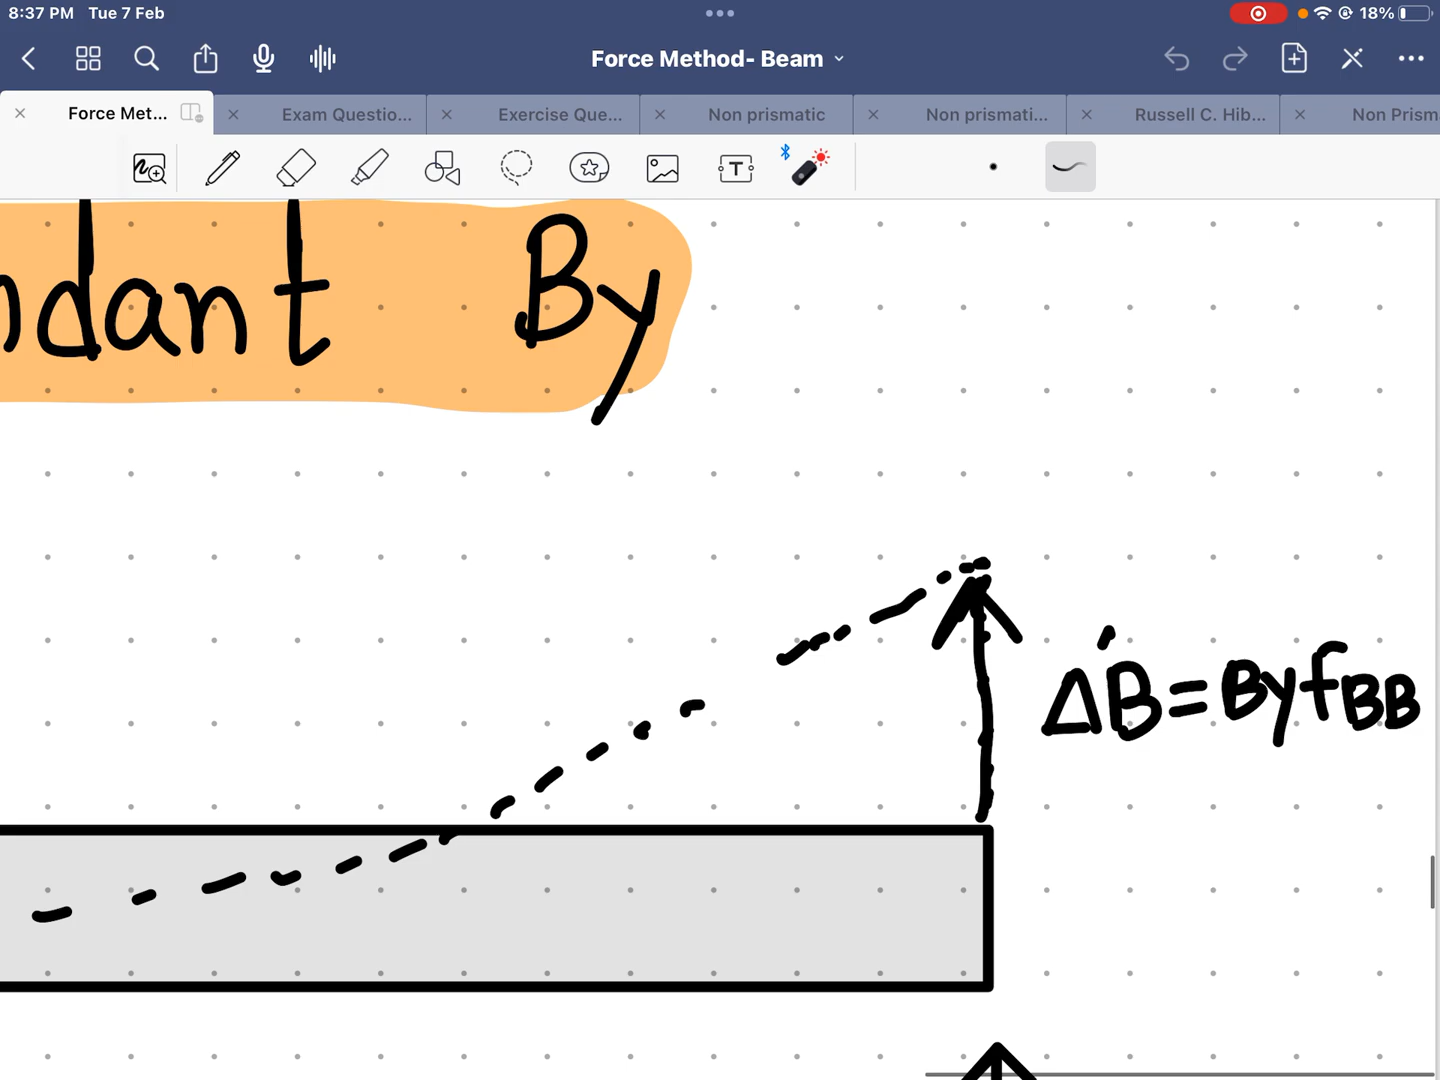 8:37 PM Tue 7 Feb
18%
Force Method- Beam
Force Met...
Exam Questio...
Exercise Que...
Non prismatic
Non prismati...
Russell C. Hib...
Non Prism
T
ndant By
ΔB́=ByfBB